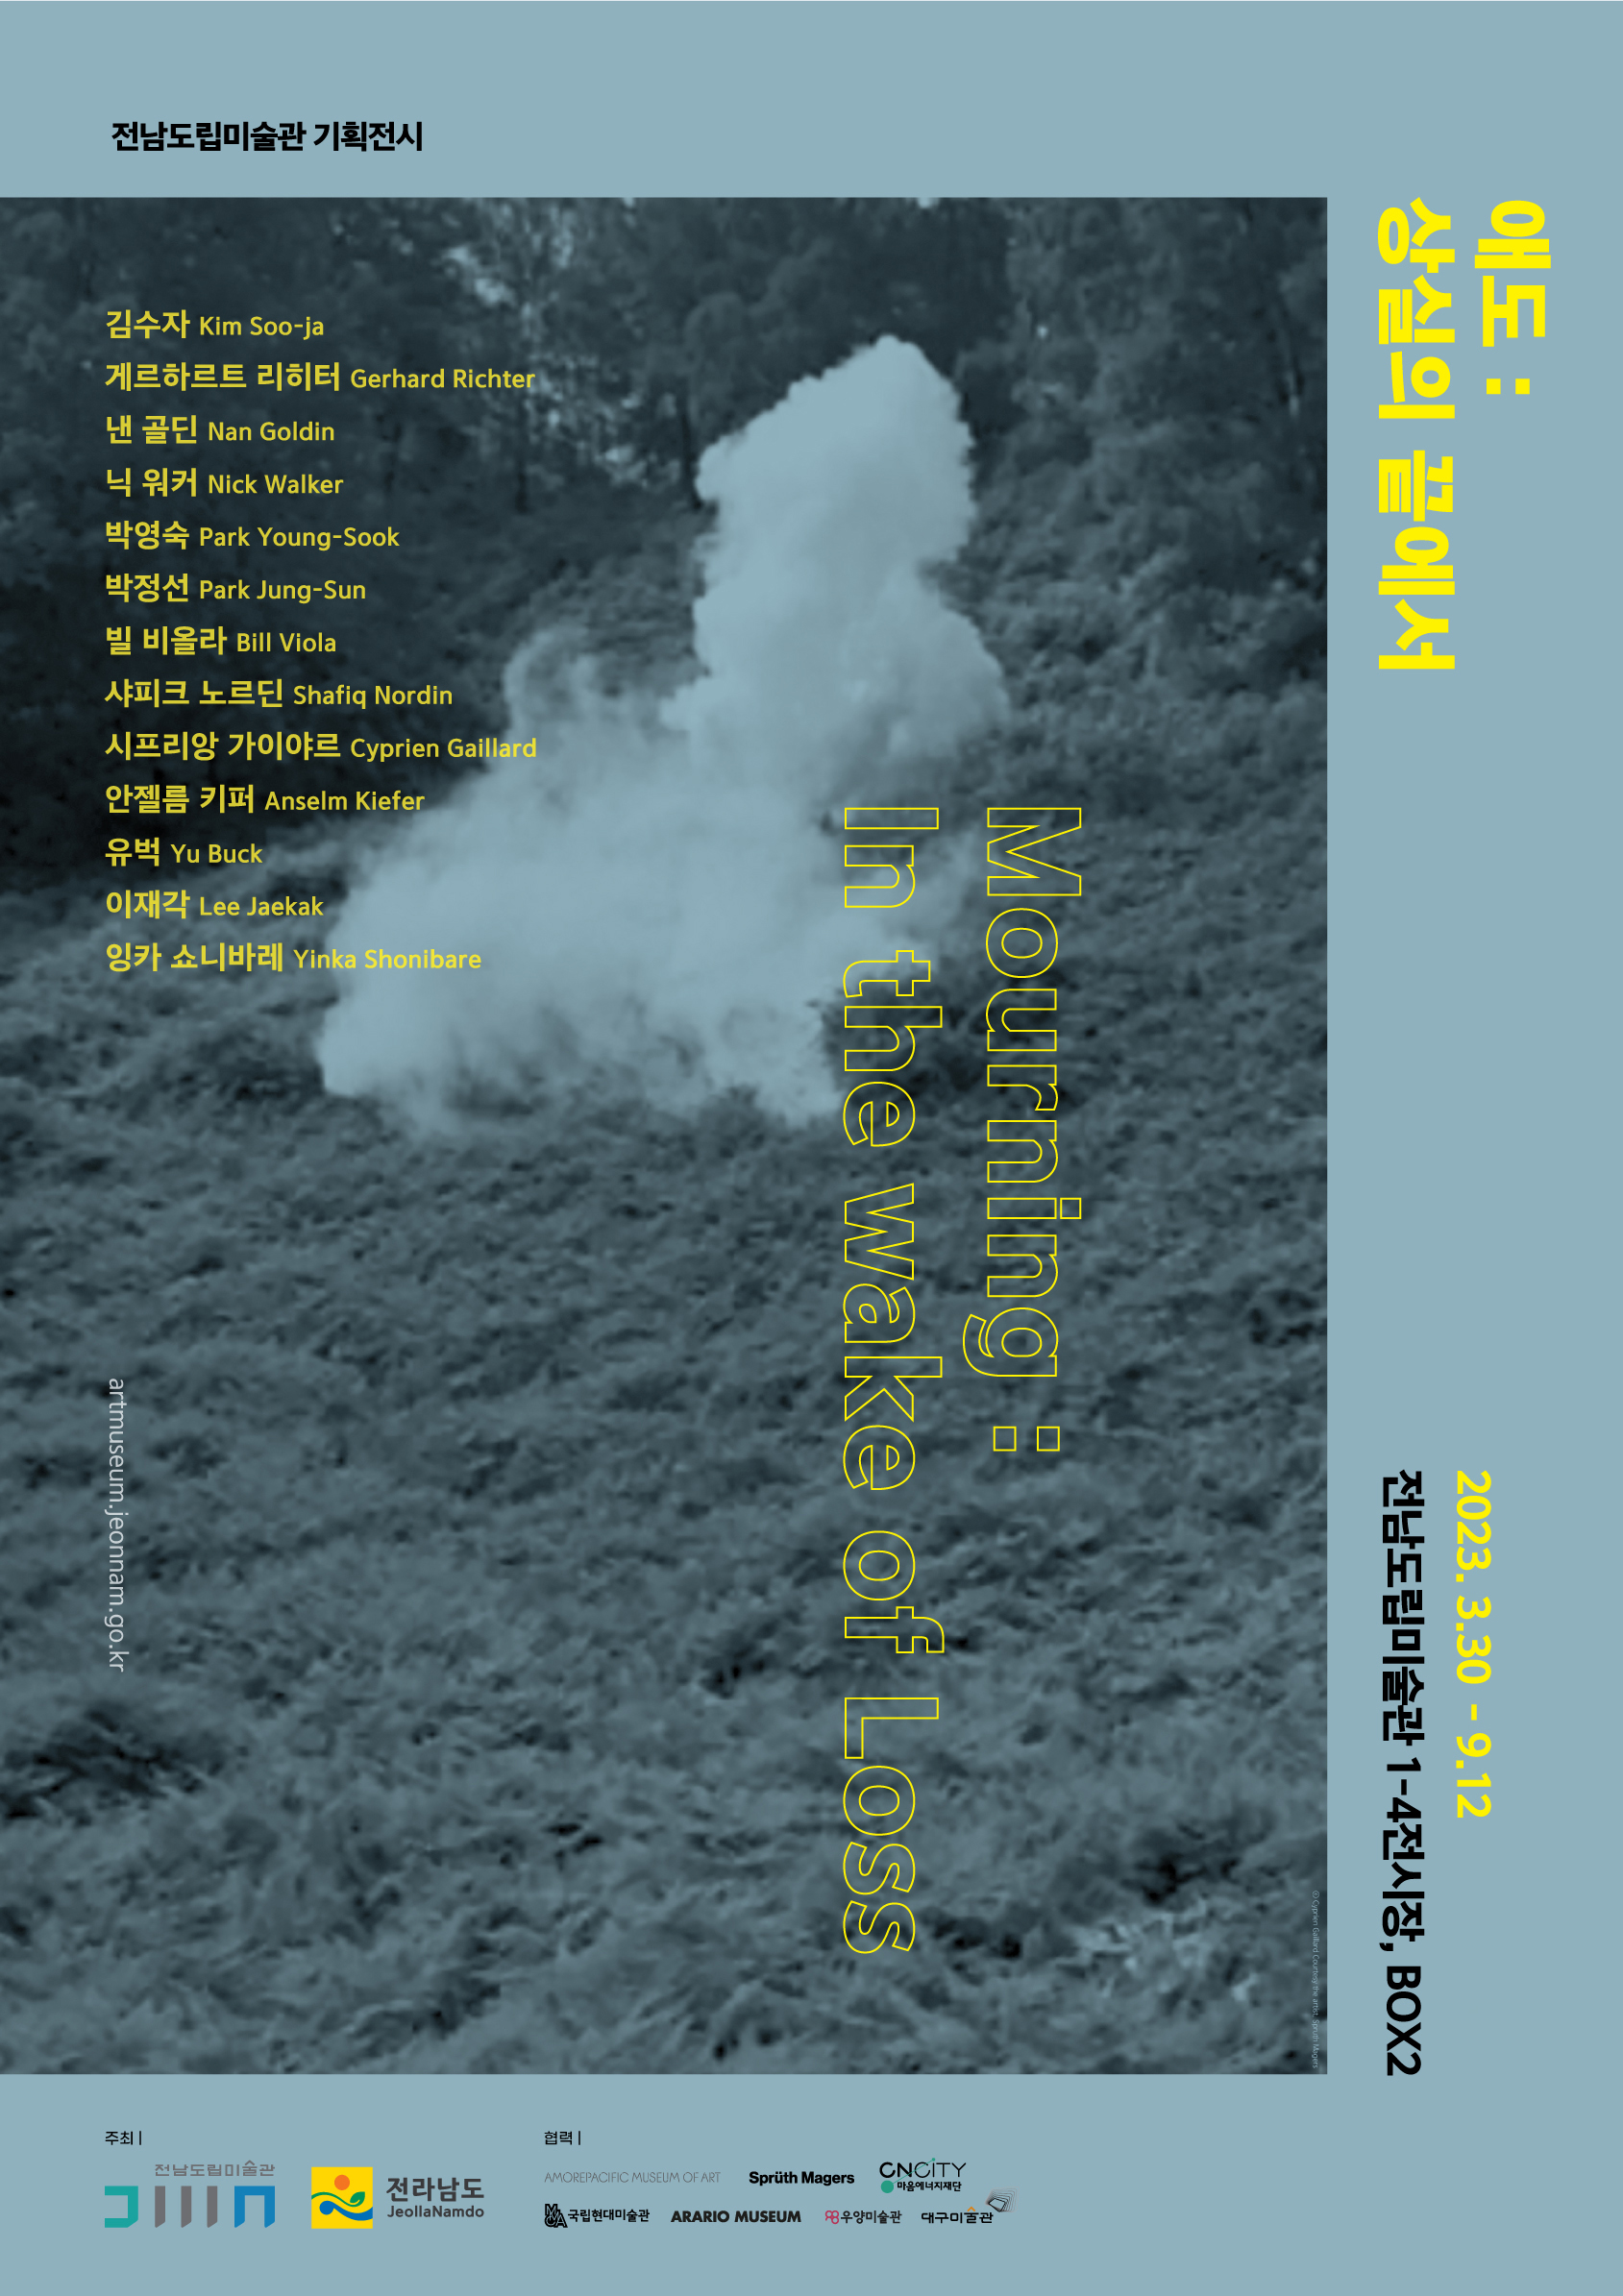 전남도립미술관 기획전시
애도 :
상실의 끝에서
김수자 Kim Soo-ja
게르하르트 리히터 Gerhard Richter
낸 골딘 Nan Goldin
닉 워커 Nick Walker
박영숙 Park Young-Sook
박정선 Park Jung-Sun
빌 비올라 Bill Viola
샤피크 노르딘 Shafiq Nordin
시프리앙 가이야르 Cyprien Gaillard
안젤름 키퍼 Anselm Kiefer
유벅 Yu Buck
이재각 Lee Jaekak
잉카 쇼니바레 Yinka Shonibare
Mourning :
In the wake of Loss
artmuseum.jeonnam.go.kr
2023. 3.30 - 9.12
전남도립미술관 1-4전시장, BOX2
© Cyprien Gaillard Courtesy the artist, Sprüth Magers
주최 |
전남도립미술관
전라남도
JeollaNamdo
협력 |
AMOREPACIFIC MUSEUM OF ART
Sprüth Magers
CNCITY
마음에너지재단
MMCA 국립현대미술관
ARARIO MUSEUM
우양미술관
대구미술관